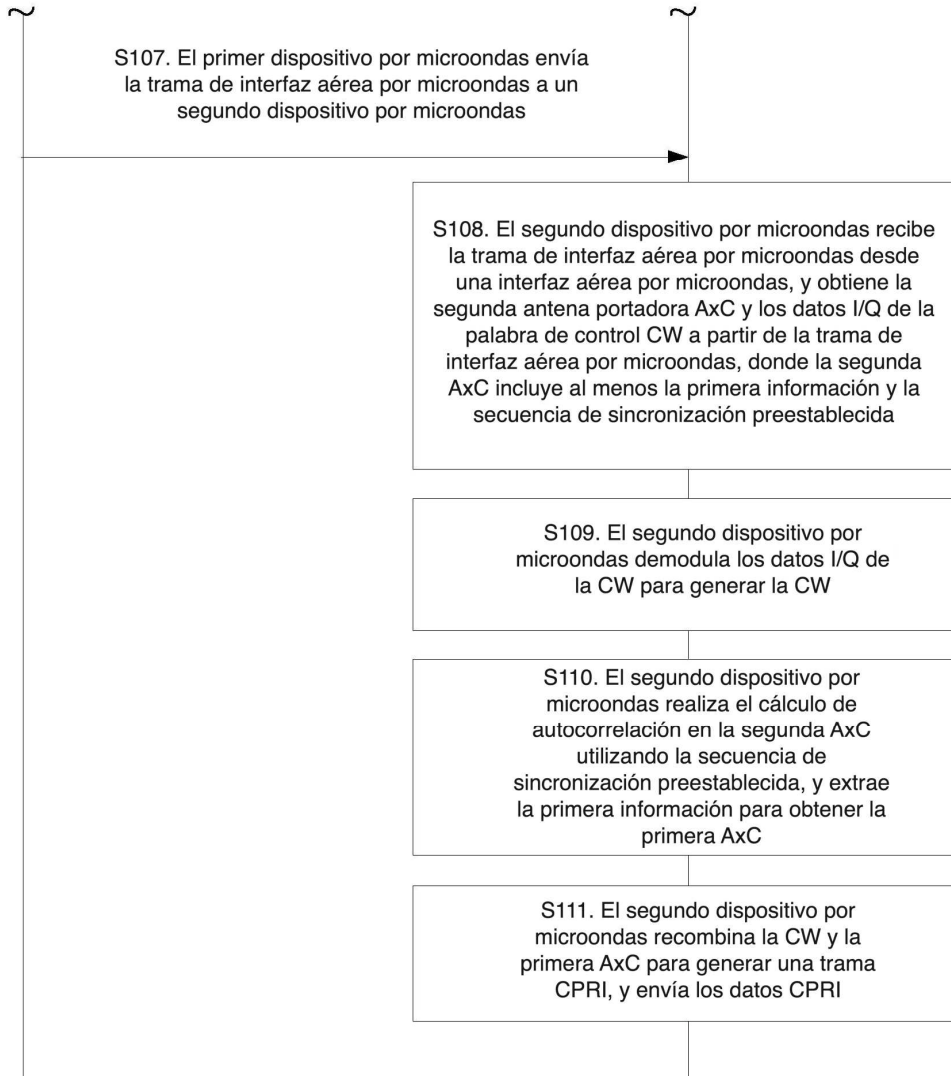 S107. El primer dispositivo por microondas envía
la trama de interfaz aérea por microondas a un
segundo dispositivo por microondas
S108. El segundo dispositivo por microondas recibe
la trama de interfaz aérea por microondas desde
una interfaz aérea por microondas, y obtiene la
segunda antena portadora AxC y los datos I/Q de la
palabra de control CW a partir de la trama de
interfaz aérea por microondas, donde la segunda
AxC incluye al menos la primera información y la
secuencia de sincronización preestablecida
S109. El segundo dispositivo por
microondas demodula los datos I/Q de
la CW para generar la CW
S110. El segundo dispositivo por
microondas realiza el cálculo de
autocorrelación en la segunda AxC
utilizando la secuencia de
sincronización preestablecida, y extrae
la primera información para obtener la
primera AxC
S111. El segundo dispositivo por
microondas recombina la CW y la
primera AxC para generar una trama
CPRI, y envía los datos CPRI